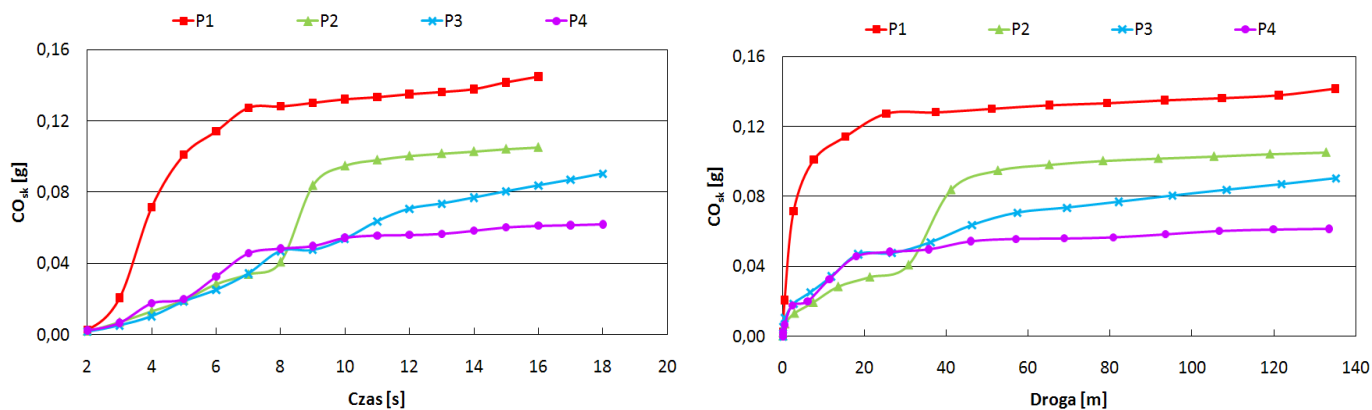 P1 P2 P3 P4
0,16
0,12
0,08
0,04
0,00
CO_sk [g]
2 4 6 8 10 12 14 16 18 20
Czas [s]
P1 P2 P3 P4
0,16
0,12
0,08
0,04
0,00
CO_sk [g]
0 20 40 60 80 100 120 140
Droga [m]